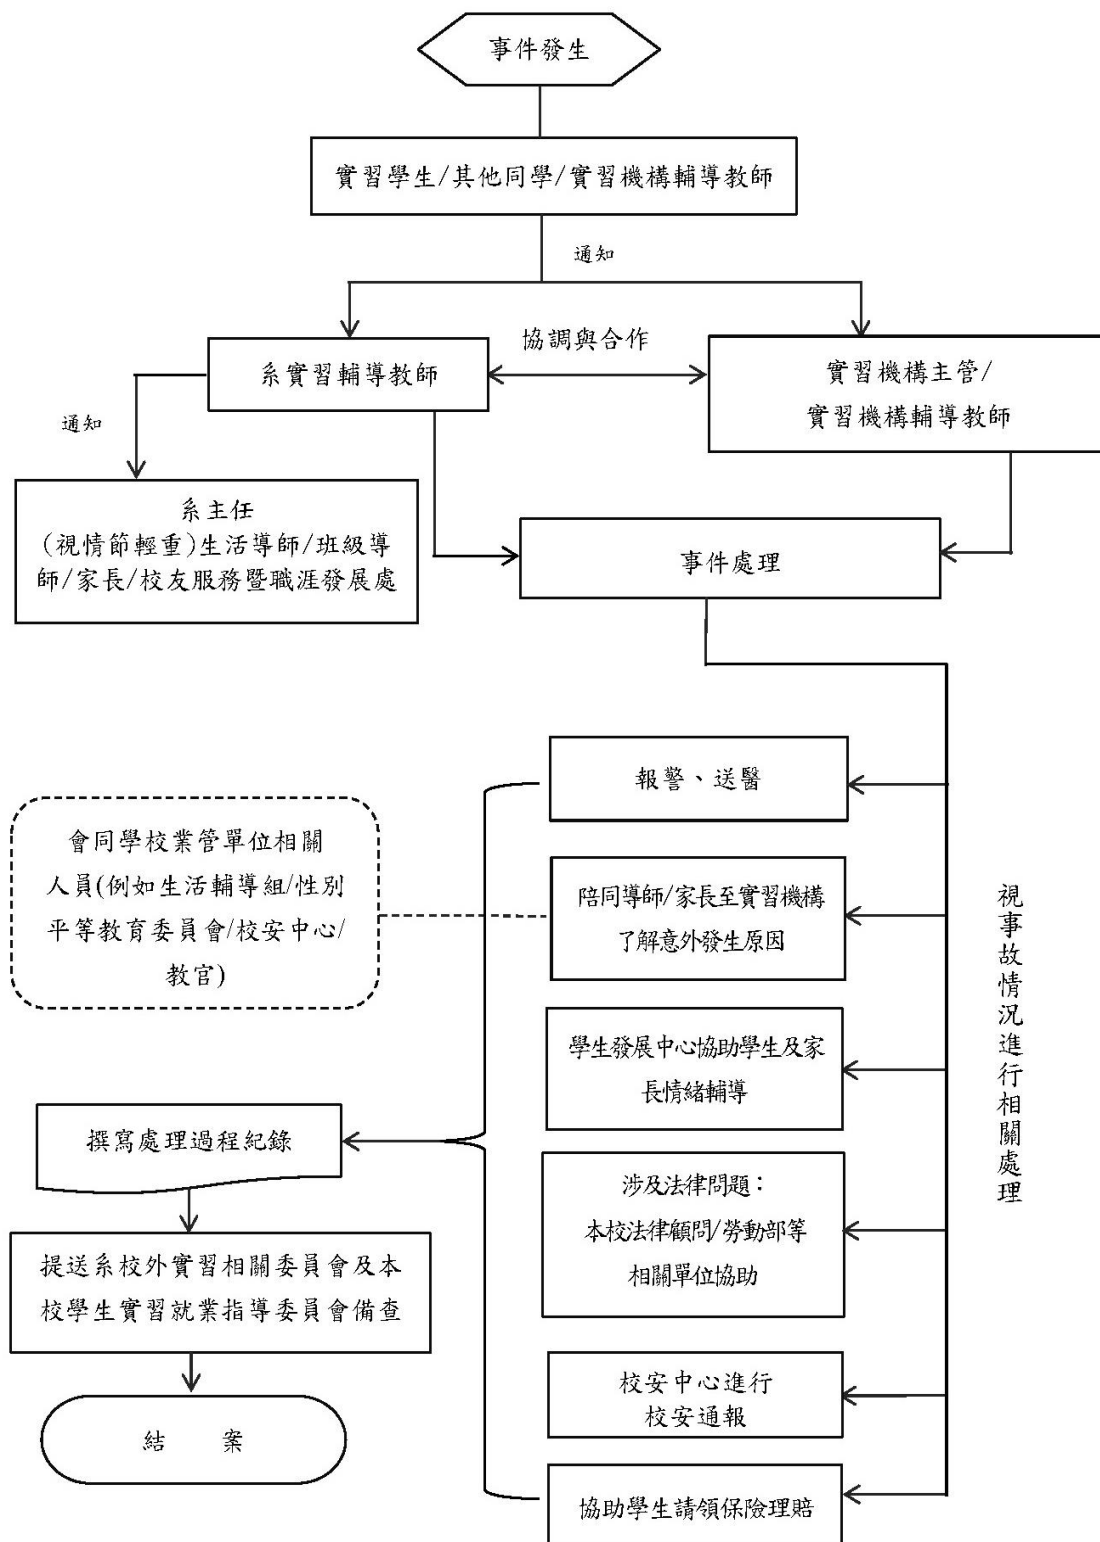 事件發生
實習學生/其他同學/實習機構輔導教師
通知
協調與合作
系實習輔導教師
實習機構主管/
實習機構輔導教師
通知
系主任
(視情節輕重)生活導師/班級導
師/家長/校友服務暨職涯發展處
事件處理
視事故情況進行相關處理
報警、送醫
陪同導師/家長至實習機構
了解意外發生原因
會同學校業管單位相關
人員(例如生活輔導組/性別
平等教育委員會/校安中心/
教官)
學生發展中心協助學生及家
長情緒輔導
涉及法律問題：
本校法律顧問/勞動部等
相關單位協助
校安中心進行
校安通報
協助學生請領保險理賠
撰寫處理過程紀錄
提送系校外實習相關委員會及本
校學生實習就業指導委員會備查
結　　案